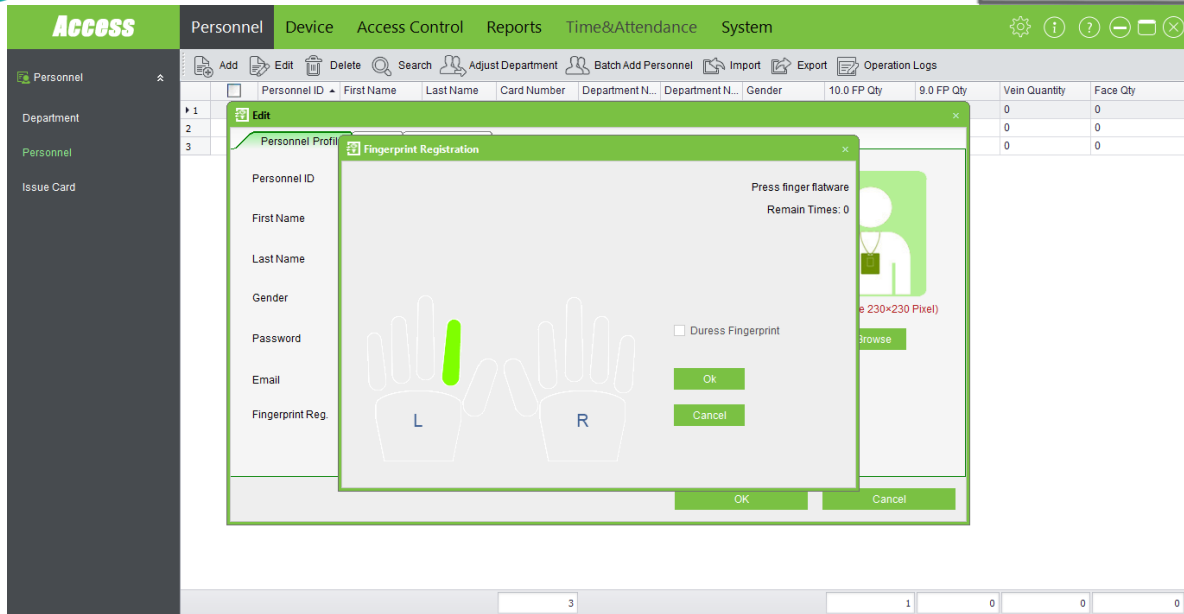 Access Personnel Device Access Control Reports Time&Attendance System
Personnel
Department
Personnel
Issue Card
Add Edit Delete Search Adjust Department Batch Add Personnel Import Export Operation Logs
Personnel ID First Name Last Name Card Number Department N... Department N... Gender 10.0 FP Qty 9.0 FP Qty Vein Quantity Face Qty
1 0 0
2 0 0
3 0 0
Edit
Personnel Profil
Personnel ID
First Name
Last Name
Gender
Password
Email
Fingerprint Reg.
e 230×230 Pixel)
Browse
OK Cancel
Fingerprint Registration
Press finger flatware
Remain Times: 0
Duress Fingerprint
Ok
Cancel
L R
3 1 0 0 0